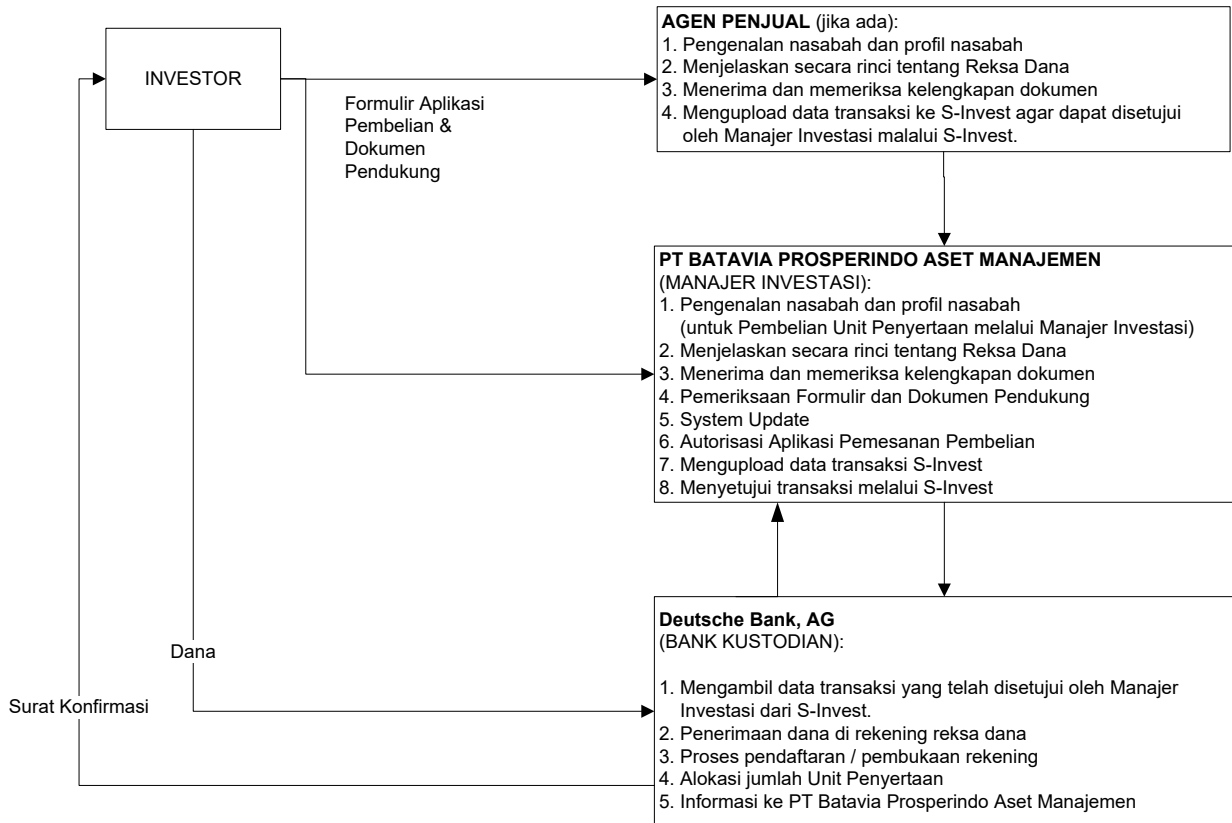 INVESTOR
Formulir Aplikasi
Pembelian &
Dokumen
Pendukung
AGEN PENJUAL (jika ada):
1. Pengenalan nasabah dan profil nasabah
2. Menjelaskan secara rinci tentang Reksa Dana
3. Menerima dan memeriksa kelengkapan dokumen
4. Mengupload data transaksi ke S-Invest agar dapat disetujui
oleh Manajer Investasi malalui S-Invest.
PT BATAVIA PROSPERINDO ASET MANAJEMEN
(MANAJER INVESTASI):
1. Pengenalan nasabah dan profil nasabah
(untuk Pembelian Unit Penyertaan melalui Manajer Investasi)
2. Menjelaskan secara rinci tentang Reksa Dana
3. Menerima dan memeriksa kelengkapan dokumen
4. Pemeriksaan Formulir dan Dokumen Pendukung
5. System Update
6. Autorisasi Aplikasi Pemesanan Pembelian
7. Mengupload data transaksi S-Invest
8. Menyetujui transaksi melalui S-Invest
Dana
Surat Konfirmasi
Deutsche Bank, AG
(BANK KUSTODIAN):
1. Mengambil data transaksi yang telah disetujui oleh Manajer
Investasi dari S-Invest.
2. Penerimaan dana di rekening reksa dana
3. Proses pendaftaran / pembukaan rekening
4. Alokasi jumlah Unit Penyertaan
5. Informasi ke PT Batavia Prosperindo Aset Manajemen